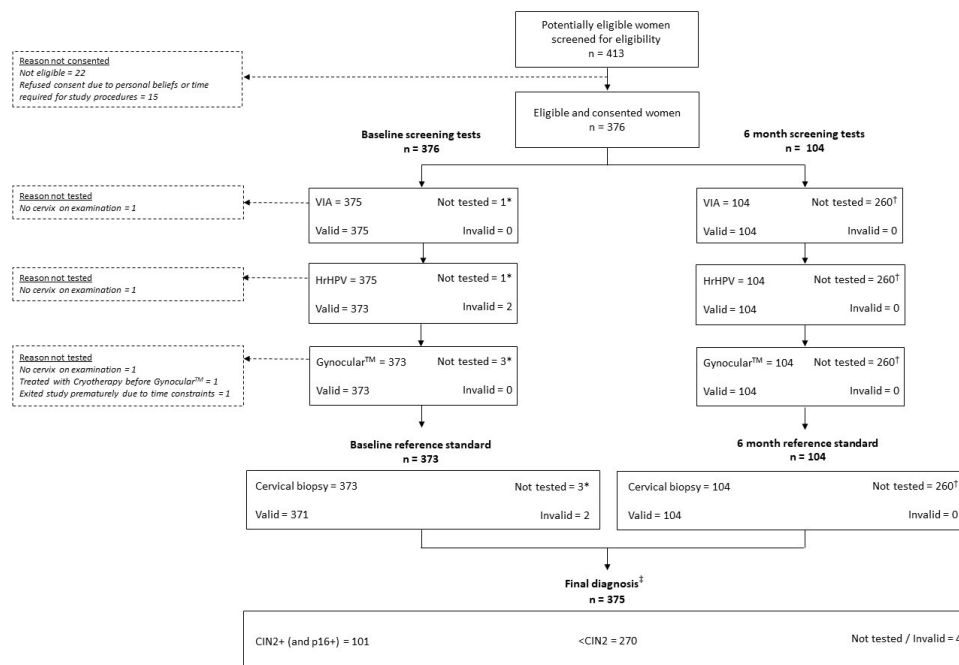 Potentially eligible women
screened for eligibility
n = 413
Reason not consented
Not eligible = 22
Refused consent due to personal beliefs or time
required for study procedures = 15
Eligible and consented women
n = 376
Baseline screening tests
n = 376
6 month screening tests
n = 104
Reason not tested
No cervix on examination = 1
VIA = 375 Not tested = 1*
Valid = 375 Invalid = 0
VIA = 104 Not tested = 260†
Valid = 104 Invalid = 0
Reason not tested
No cervix on examination = 1
HrHPV = 375 Not tested = 1*
Valid = 373 Invalid = 2
HrHPV = 104 Not tested = 260†
Valid = 104 Invalid = 0
Reason not tested
No cervix on examination = 1
Treated with Cryotherapy before Gynocular™ = 1
Exited study prematurely due to time constraints = 1
Gynocular™ = 373 Not tested = 3*
Valid = 373 Invalid = 0
Gynocular™ = 104 Not tested = 260†
Valid = 104 Invalid = 0
Baseline reference standard
n = 373
6 month reference standard
n = 104
Cervical biopsy = 373 Not tested = 3*
Valid = 371 Invalid = 2
Cervical biopsy = 104 Not tested = 260†
Valid = 104 Invalid = 0
Final diagnosis‡
n = 375
CIN2+ (and p16+) = 101 <CIN2 = 270 Not tested / Invalid = 4